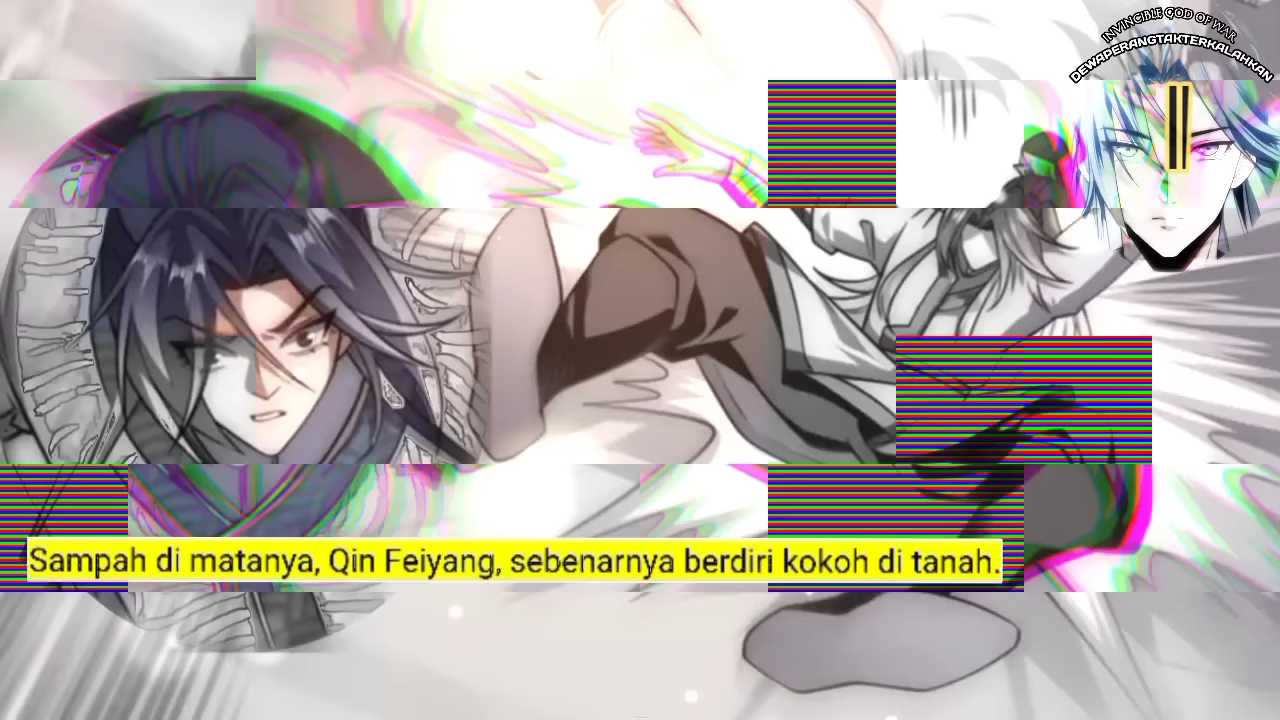 INVINCIBLE GOD OF WAR
DEWAPERANGTAKTERKALAHKAN
Sampah di matanya, Qin Feiyang, sebenarnya berdiri kokoh di tanah.